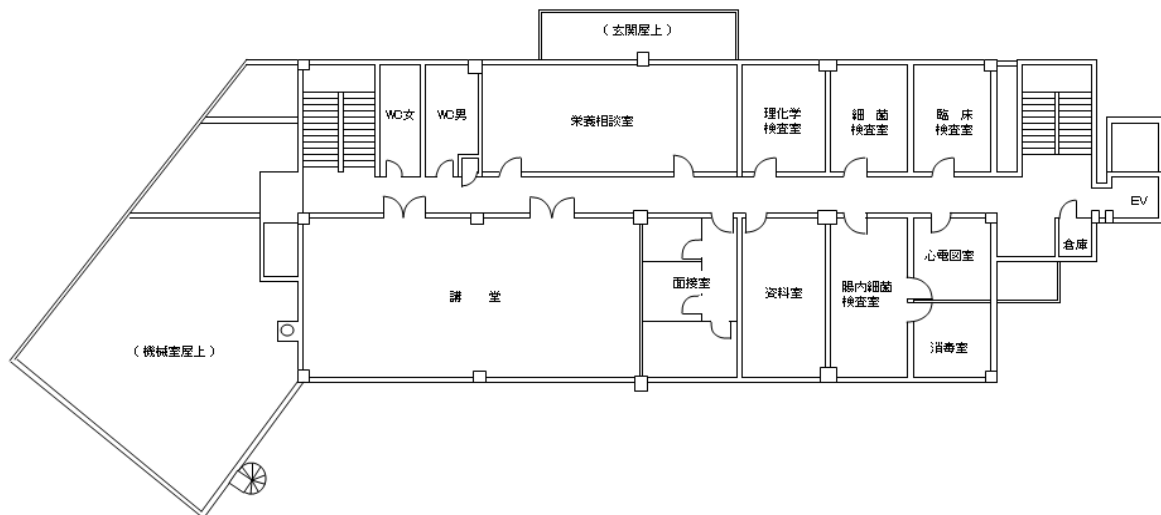 （玄関屋上）
WC女
WC男
栄養相談室
理化学
検査室
細　菌
検査室
臨　床
検査室
EV
倉庫
心電図室
講　堂
面接室
資料室
腸内細菌
検査室
消毒室
（機械室屋上）